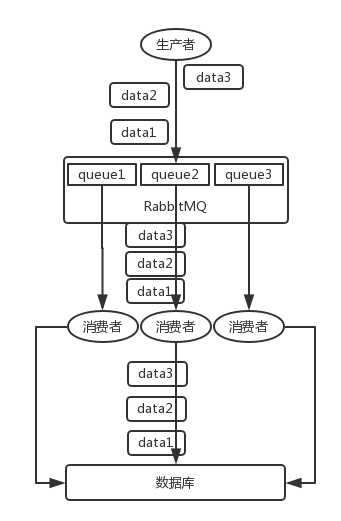 生产者
data3
data2
data1
queue1 queue2 queue3
RabbitMQ
data3
data2
data1
消费者 消费者 消费者
data3
data2
data1
数据库